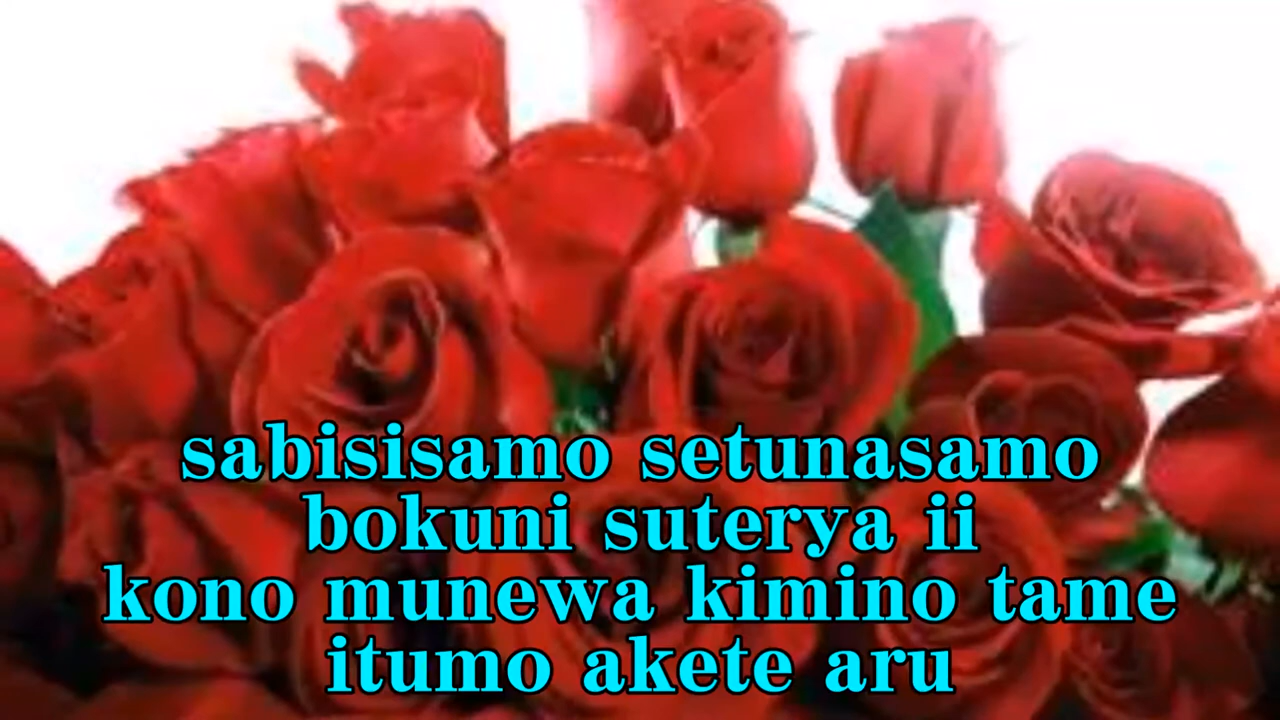 sabisisamo setunasamo
bokuni suterya ii
kono munewa kimino tame
itumo akete aru